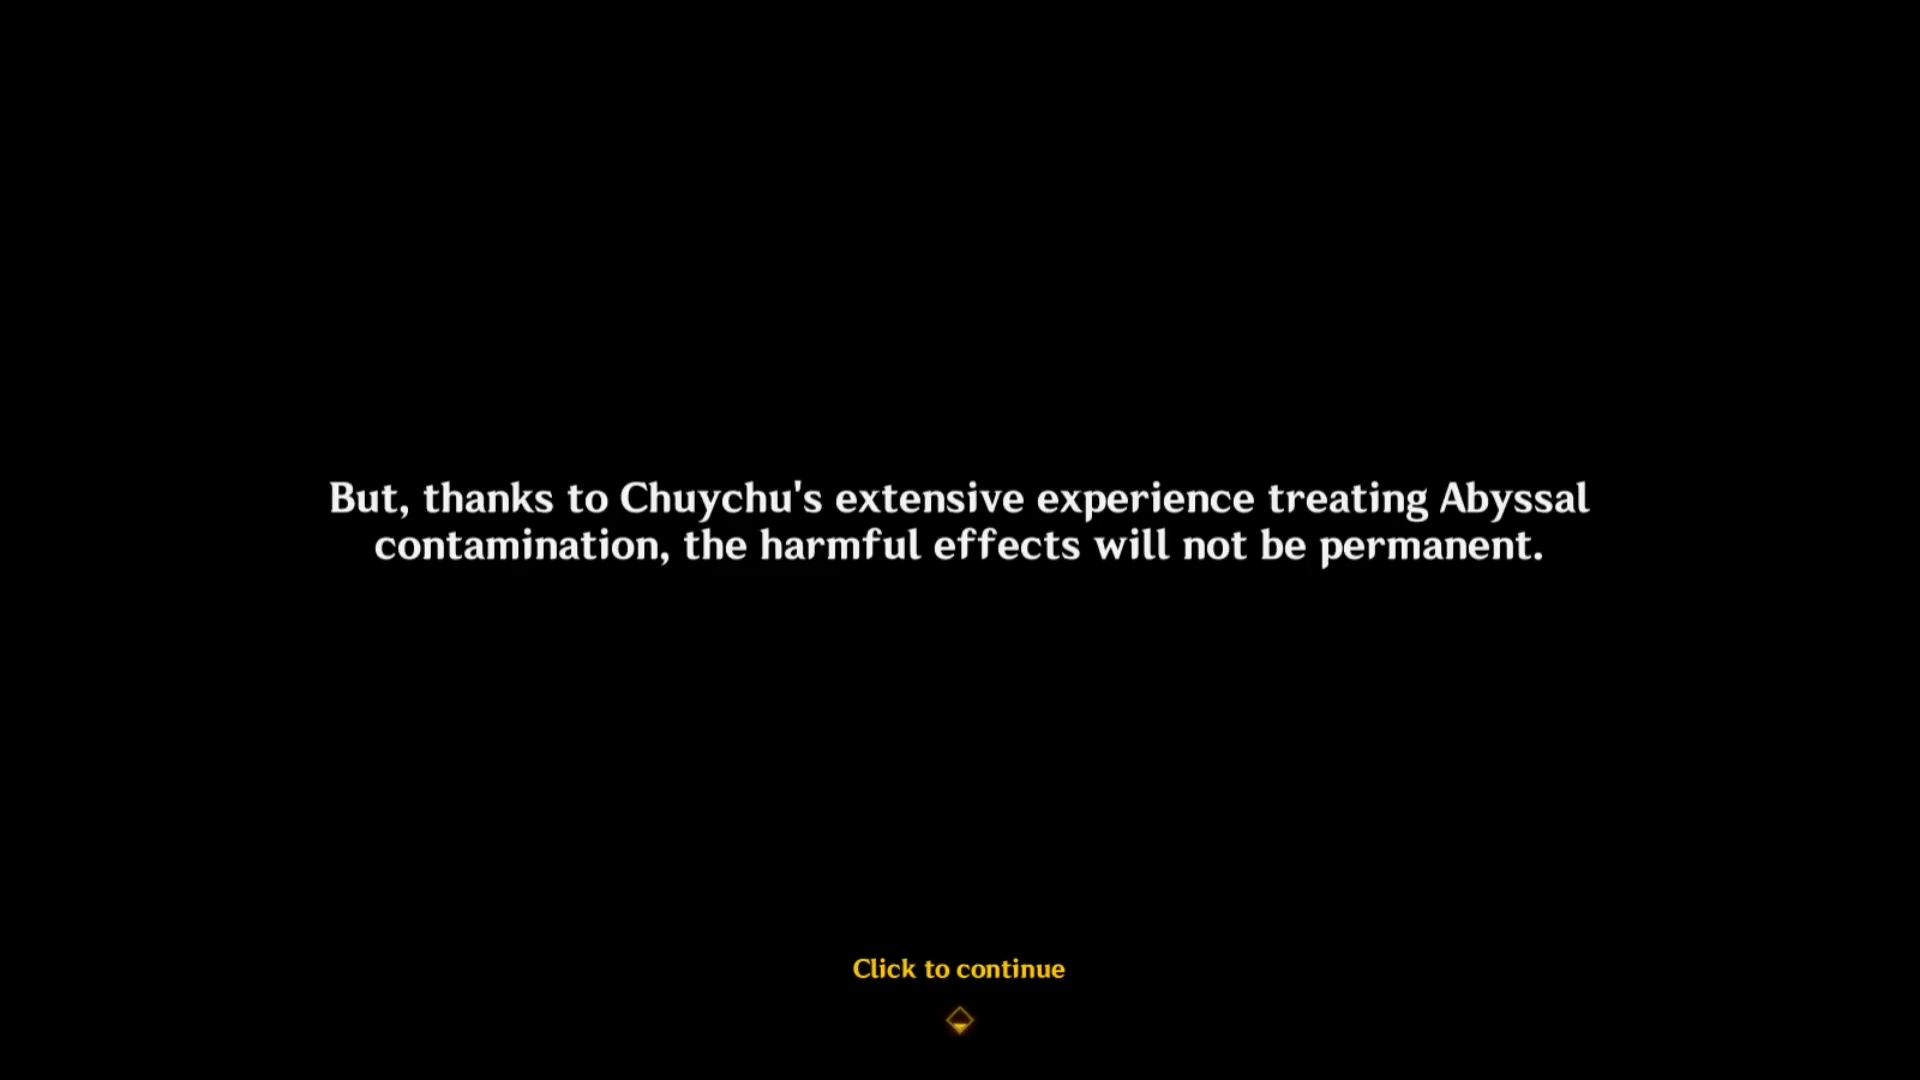 But, thanks to Chuychu's extensive experience treating Abyssal
contamination, the harmful effects will not be permanent.
Click to continue